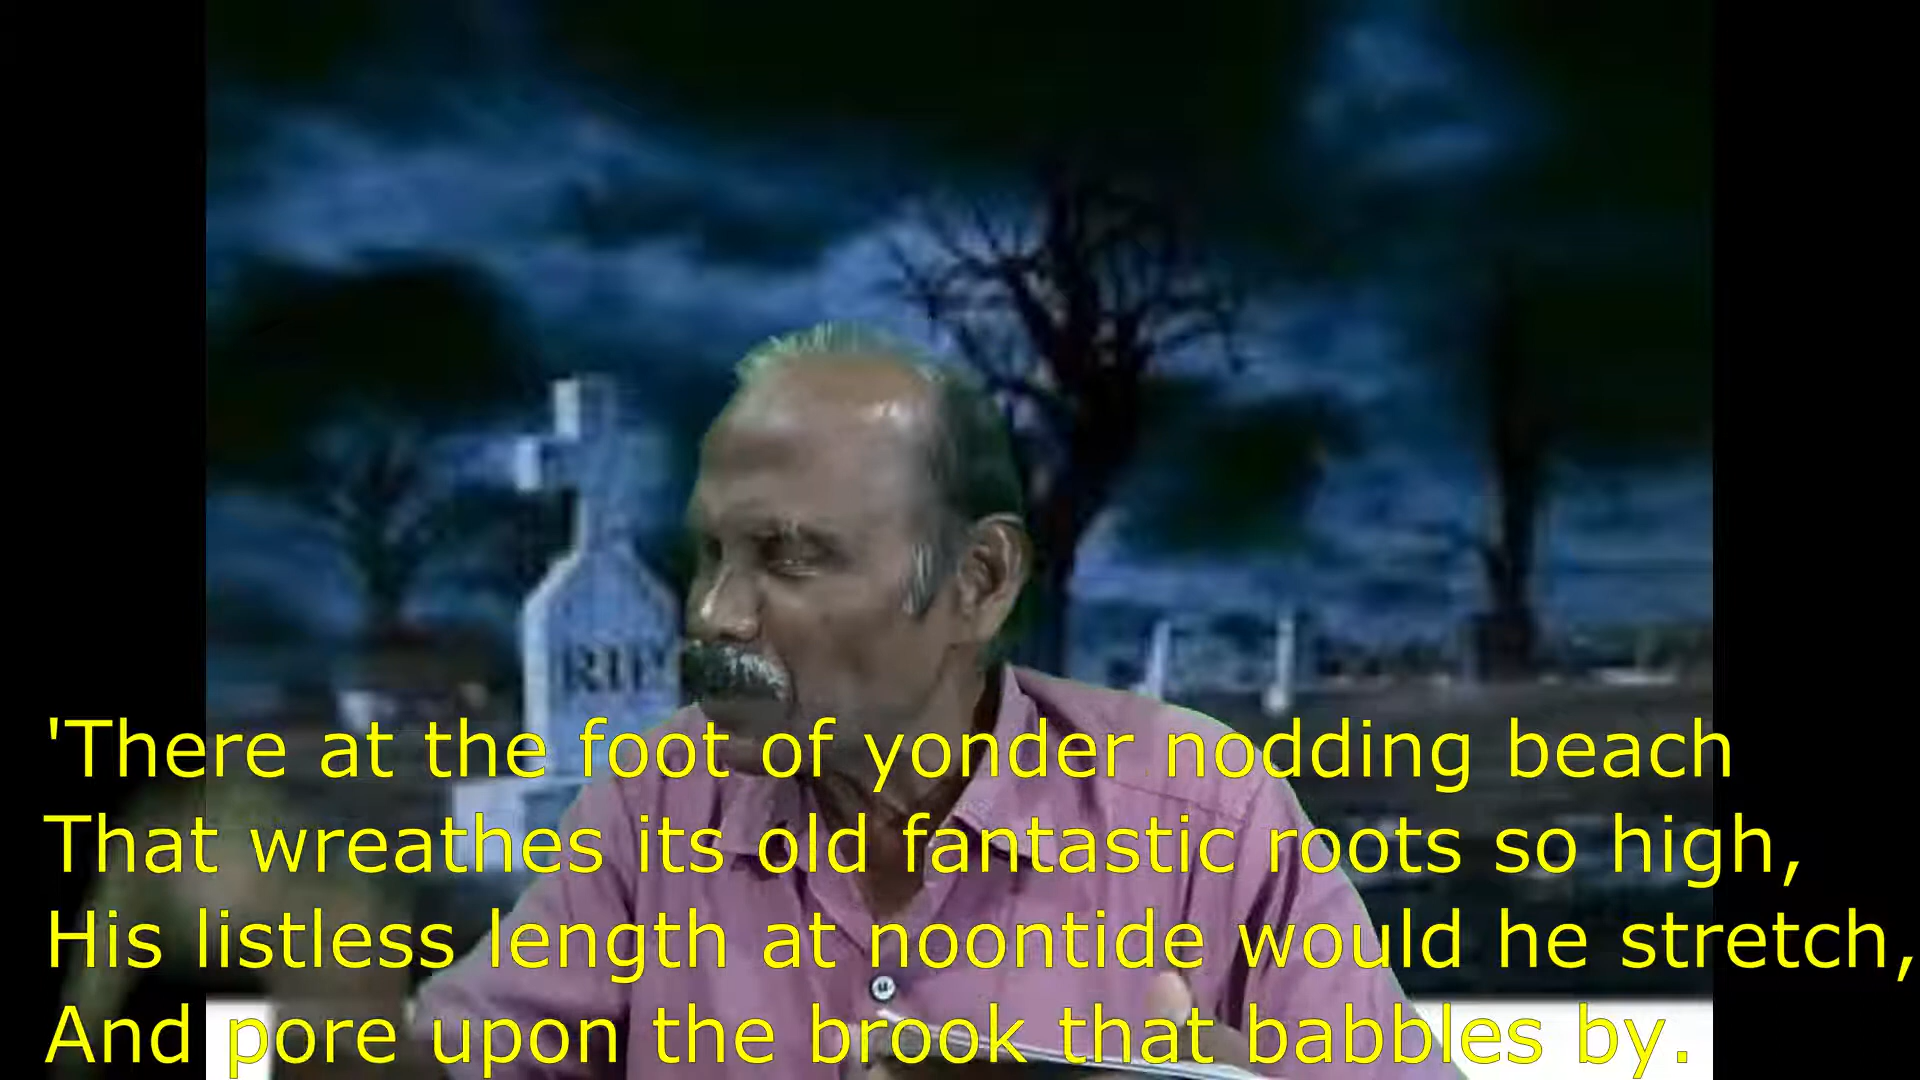 RIP
'There at the foot of yonder nodding beach
That wreathes its old fantastic roots so high,
His listless length at noontide would he stretch,
And pore upon the brook that babbles by.